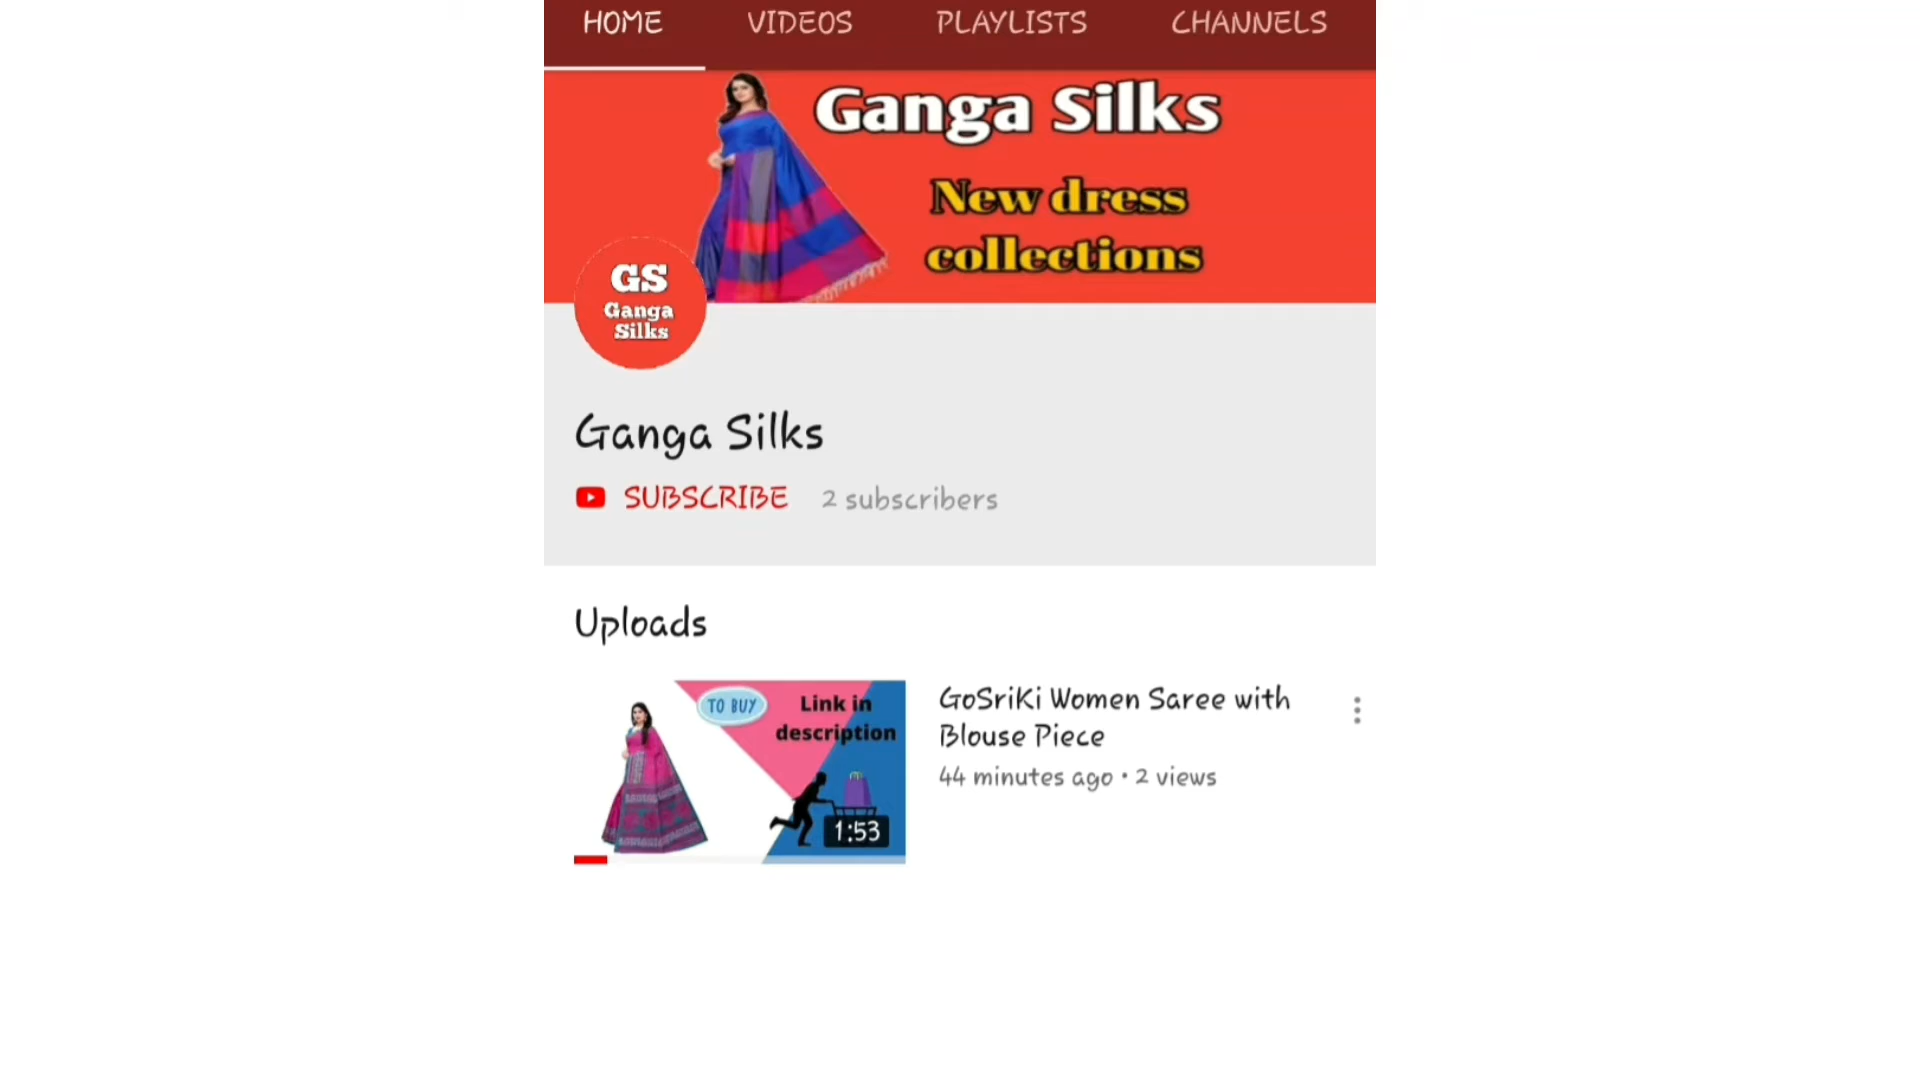 HOME VIDEOS PLAYLISTS CHANNELS
Ganga Silks
New dress
collections
GS
Ganga
Silks
Ganga Silks
SUBSCRIBE 2 subscribers
Uploads
TO BUY
Link in
description
1:53
GoSriKi Women Saree with
Blouse Piece
44 minutes ago • 2 views